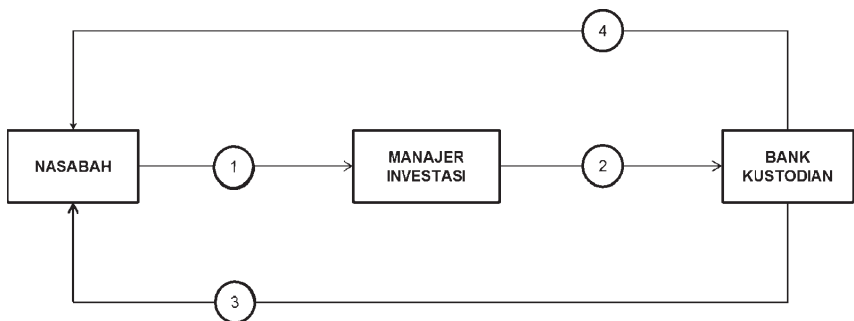 4
NASABAH
1
MANAJER
INVESTASI
2
BANK
KUSTODIAN
3